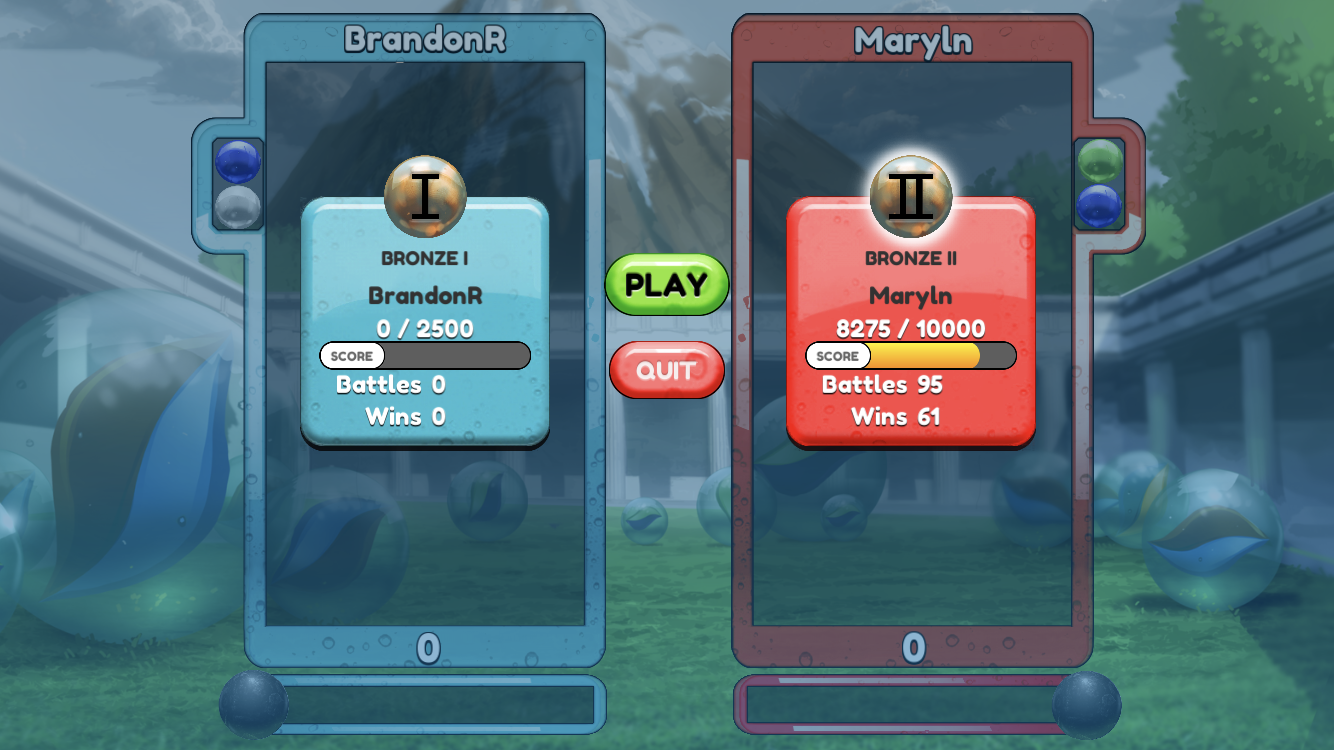 BrandonR
I
BRONZE I
BrandonR
0 / 2500
SCORE
Battles 0
Wins 0
0
PLAY
QUIT
Maryln
II
BRONZE II
Maryln
8275 / 10000
SCORE
Battles 95
Wins 61
0